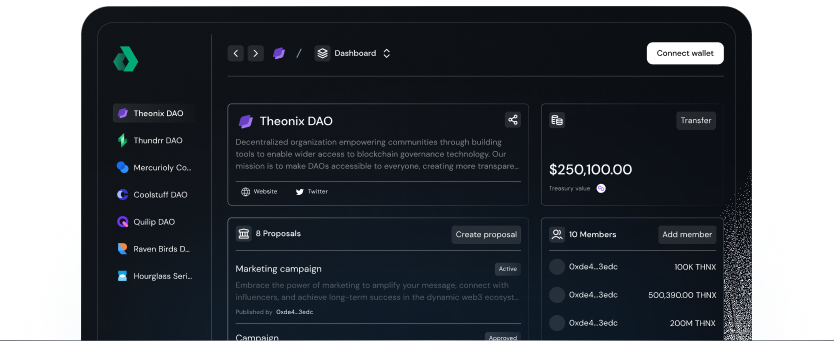 / Dashboard
Connect wallet
Theonix DAO
Thundrr DAO
Mercurioly Co...
Coolstuff DAO
Quilip DAO
Raven Birds D...
Hourglass Seri...
Theonix DAO
Decentralized organization empowering communities through building
tools to enable wider access to blockchain governance technology. Our
mission is to make DAOs accessible to everyone, creating more transpare...
Website Twitter
Transfer
$250,100.00
Treasury value
8 Proposals Create proposal
Marketing campaign Active
Embrace the power of marketing to amplify your message, connect with
influencers, and achieve long-term success in the dynamic web3 ecosyst...
Published by 0xde4...3edc
Campaign Approved
10 Members Add member
0xde4...3edc 100K THNX
0xde4...3edc 500,390.00 THNX
0xde4...3edc 200M THNX